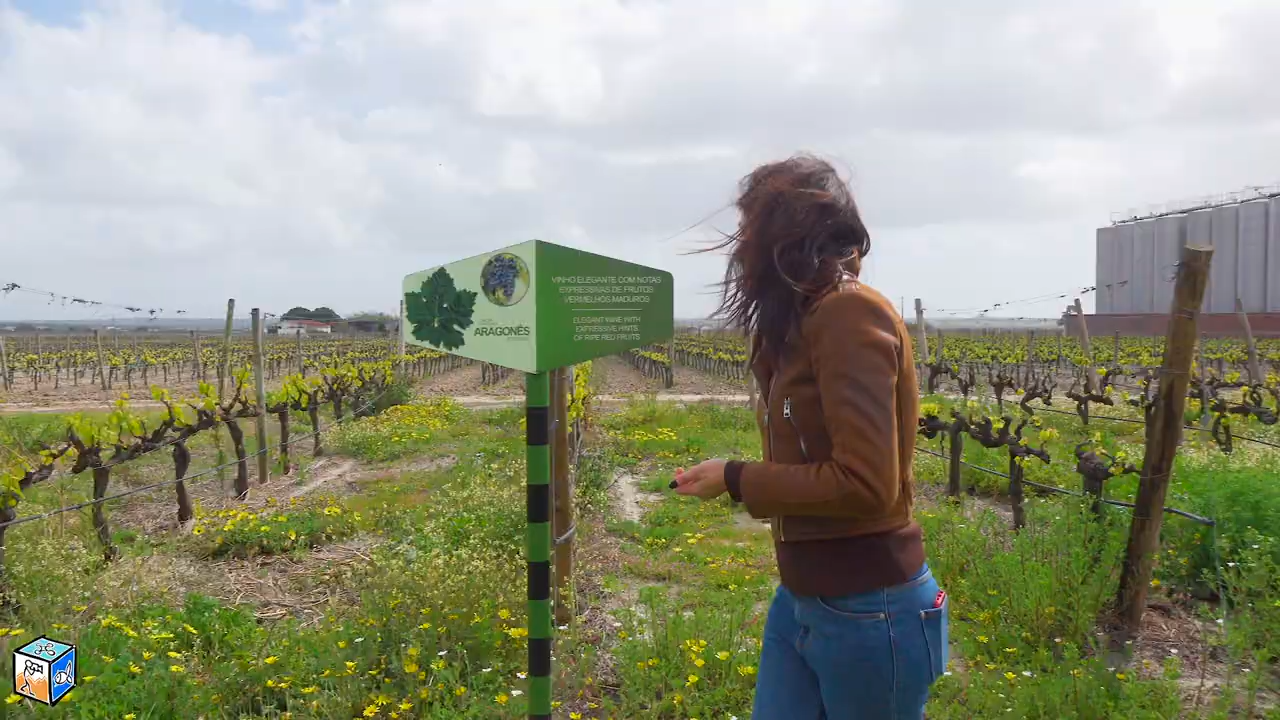 ARAGONÊS
VINHO ELEGANTE COM NOTAS
EXPRESSIVAS DE FRUTOS
VERMELHOS MADUROS
ELEGANT WINE WITH
EXPRESSIVE HINTS
OF RIPE RED FRUITS